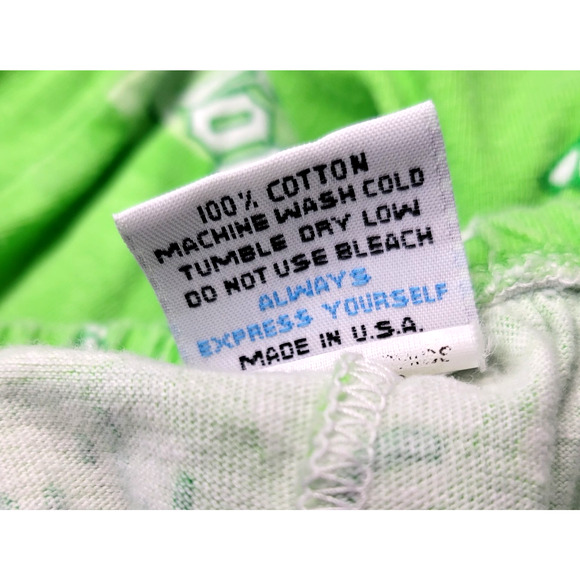 100% COTTON
MACHINE WASH COLD
TUMBLE DRY LOW
DO NOT USE BLEACH
ALWAYS
EXPRESS YOURSELF
MADE IN U.S.A.